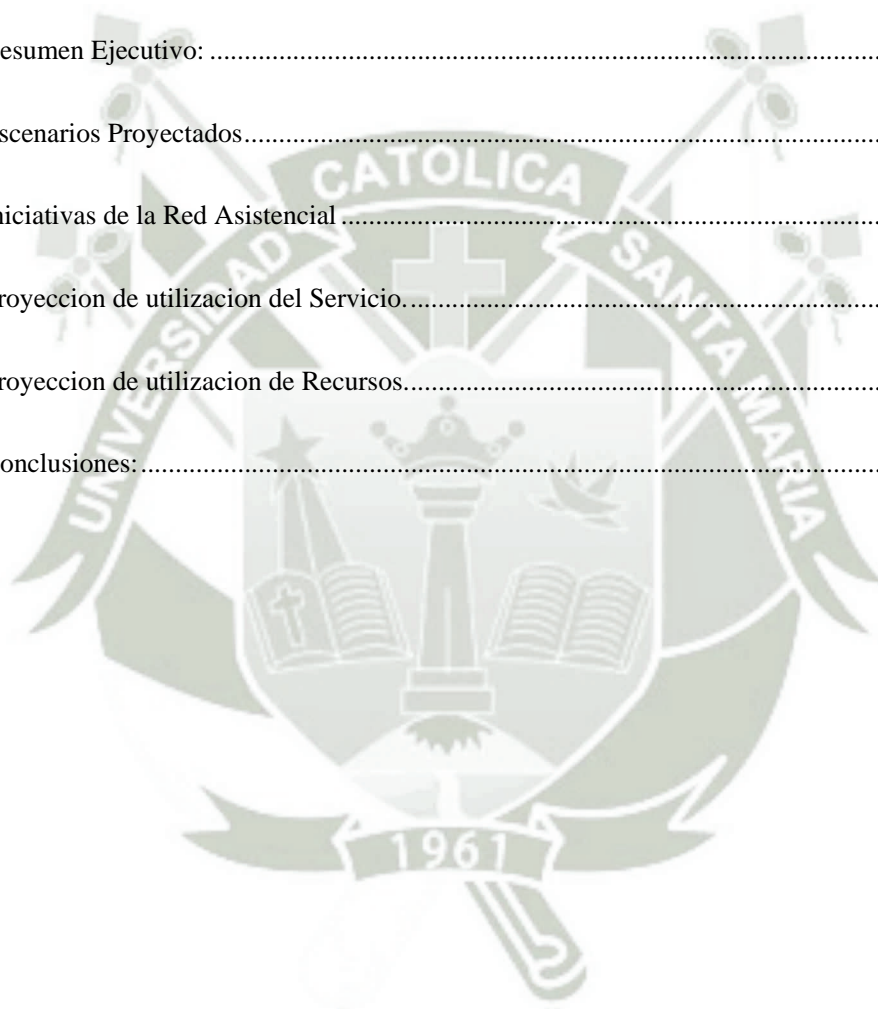 esumen Ejecutivo: ....................................................................................................
scenarios Proyectados...............................................................................................
niciativas de la Red Asistencial ................................................................................
royeccion de utilizacion del Servicio.......................................................................
royeccion de utilizacion de Recursos.......................................................................
onclusiones: .............................................................................................................
UNIVERSIDAD CATOLICA SANTA MARIA
1961